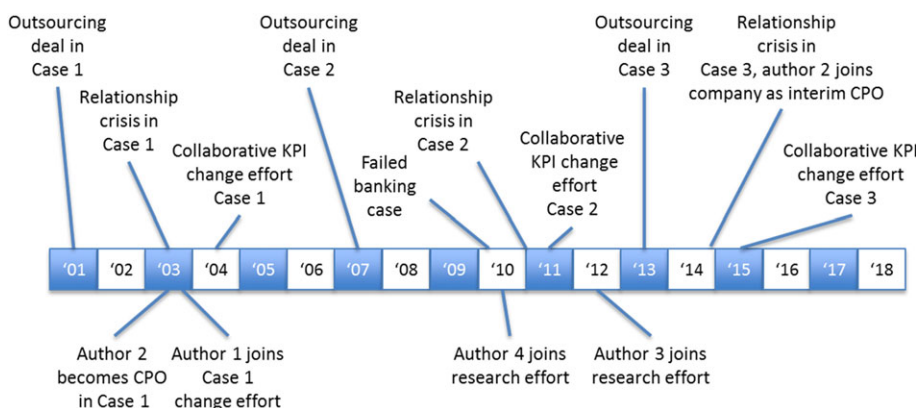 Outsourcing
deal in
Case 1
Relationship
crisis in
Case 1
Collaborative KPI
change effort
Case 1
Outsourcing
deal in
Case 2
Failed
banking
case
Relationship
crisis in
Case 2
Collaborative
KPI change
effort
Case 2
Outsourcing
deal in
Case 3
Relationship
crisis in
Case 3, author 2 joins
company as interim CPO
Collaborative KPI
change effort
Case 3
‘01 ‘02 ‘03 ‘04 ‘05 ‘06 ‘07 ‘08 ‘09 ‘10 ‘11 ‘12 ‘13 ‘14 ‘15 ‘16 ‘17 ‘18
Author 2
becomes CPO
in Case 1
Author 1 joins
Case 1
change effort
Author 4 joins
research effort
Author 3 joins
research effort